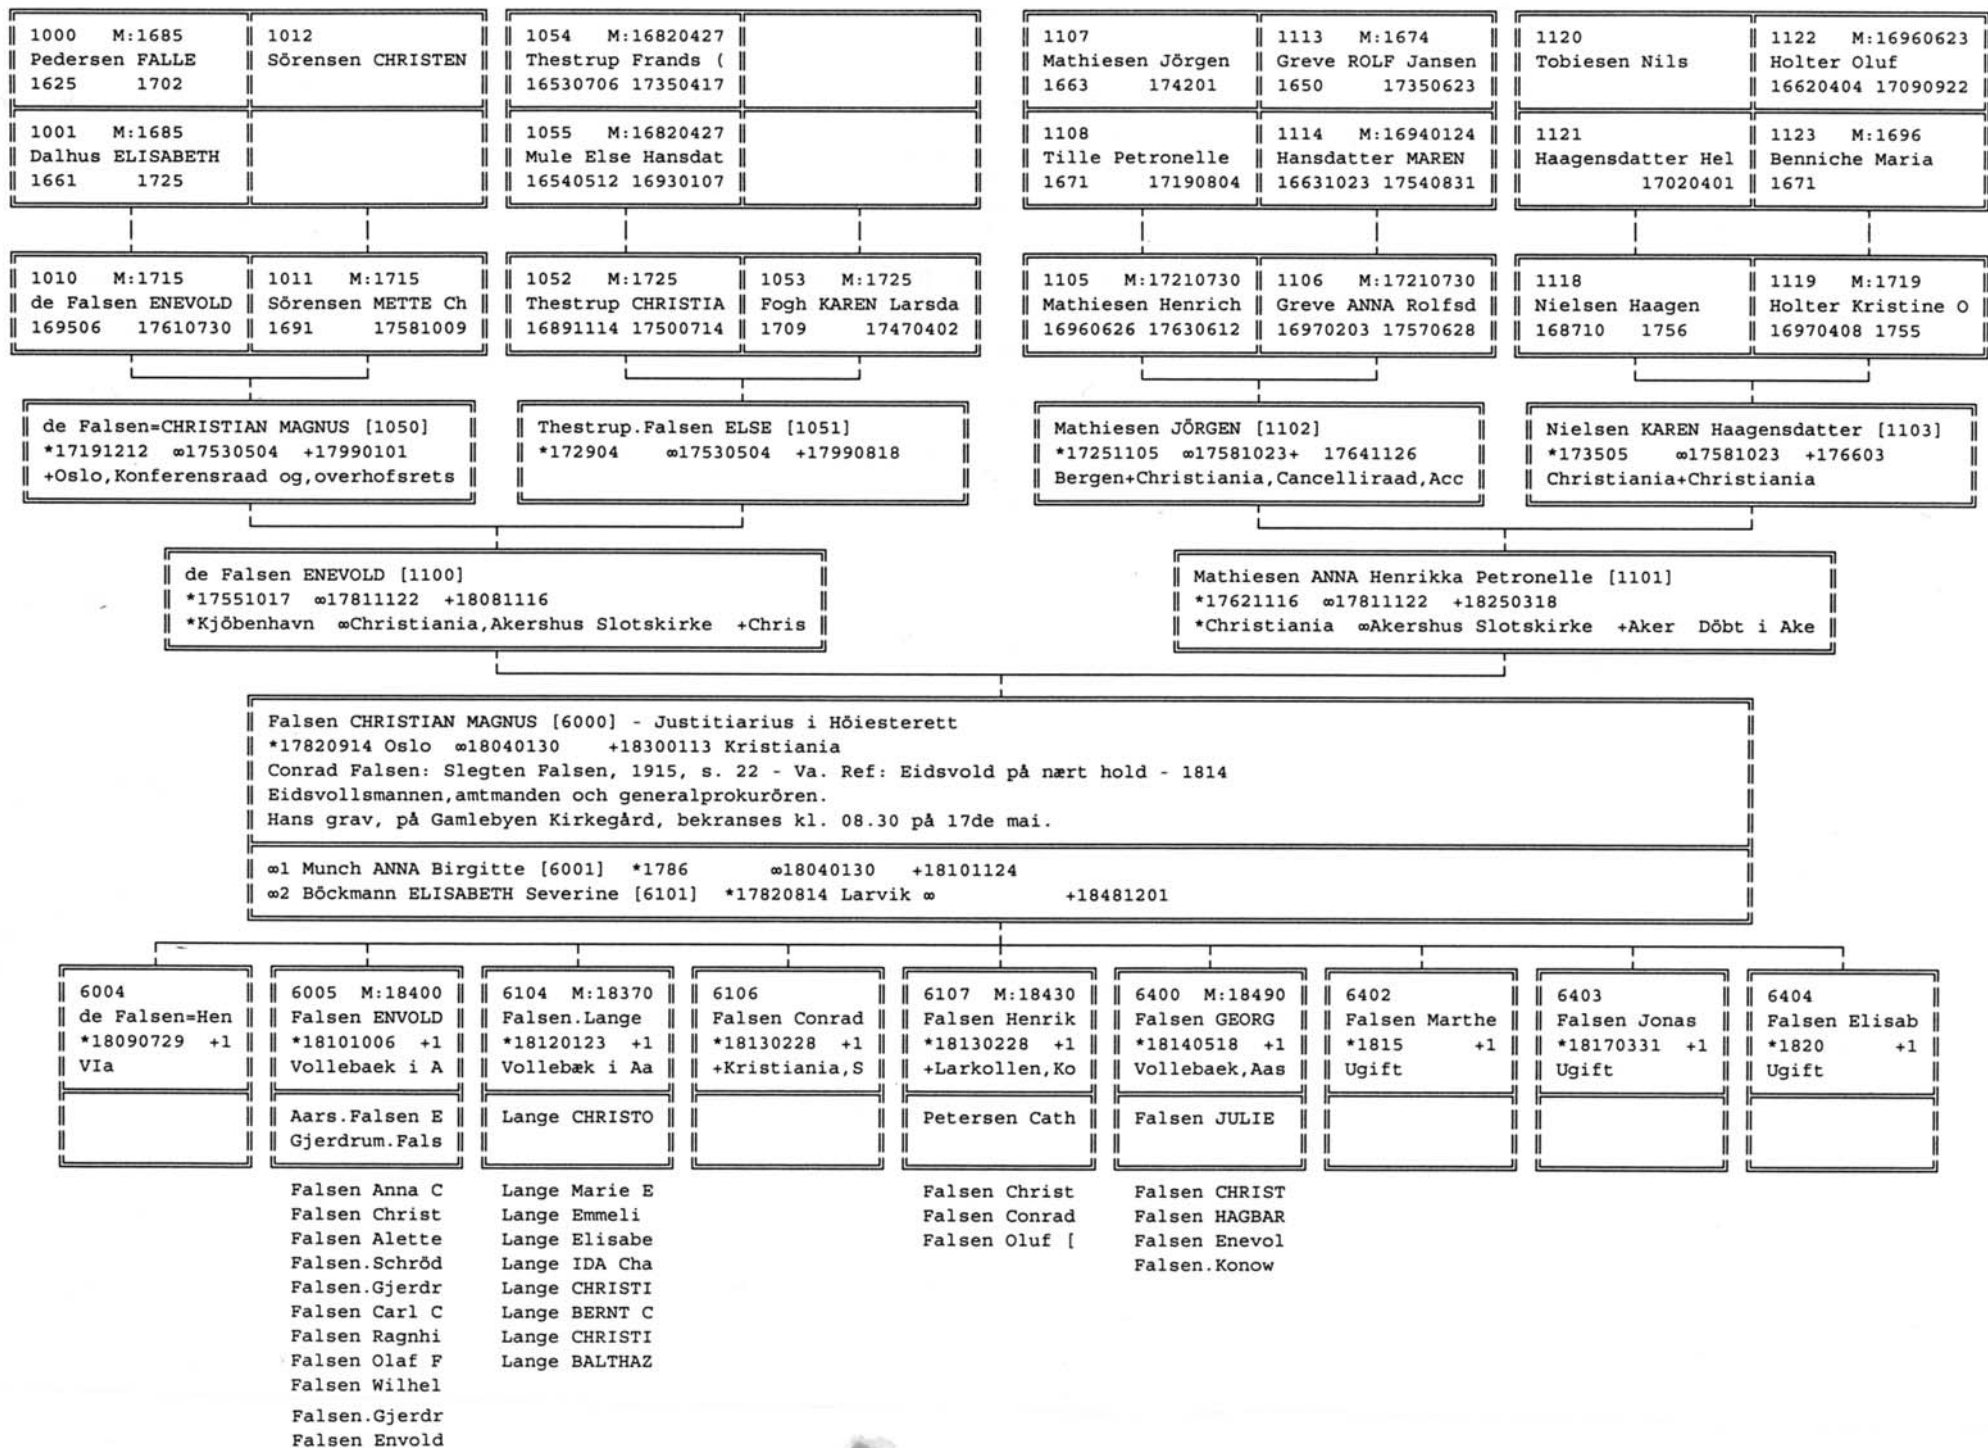 1000   M:1685
Pedersen FALLE
1625      1702
1012
Sörensen CHRISTEN
1054   M:16820427
Thestrup Frands (
16530706 17350417
1107
Mathiesen Jörgen
1663      174201
1113   M:1674
Greve ROLF Jansen
1650      17350623
1120
Tobiesen Nils
1122   M:16960623
Holter Oluf
16620404 17090922
1001   M:1685
Dalhus ELISABETH
1661      1725
1055   M:16820427
Mule Else Hansdat
16540512 16930107
1108
Tille Petronelle
1671      17190804
1114   M:16940124
Hansdatter MAREN
16631023 17540831
1121
Haagensdatter Hel
17020401
1123   M:1696
Benniche Maria
1671
1010   M:1715
de Falsen ENEVOLD
169506   17610730
1011   M:1715
Sörensen METTE Ch
1691      17581009
1052   M:1725
Thestrup CHRISTIA
16891114 17500714
1053   M:1725
Fogh KAREN Larsda
1709      17470402
1105   M:17210730
Mathiesen Henrich
16960626 17630612
1106   M:17210730
Greve ANNA Rolfsd
16970203 17570628
1118
Nielsen Haagen
168710   1756
1119   M:1719
Holter Kristine O
16970408 1755
de Falsen=CHRISTIAN MAGNUS [1050]
*17191212  ∞17530504  +17990101
+Oslo,Konferensraad og,overhofsrets
Thestrup.Falsen ELSE [1051]
*172904    ∞17530504  +17990818
Mathiesen JÖRGEN [1102]
*17251105  ∞17581023+  17641126
Bergen+Christiania,Cancelliraad,Acc
Nielsen KAREN Haagensdatter [1103]
*173505    ∞17581023  +176603
Christiania+Christiania
de Falsen ENEVOLD [1100]
*17551017  ∞17811122  +18081116
*Kjöbenhavn  ∞Christiania,Akershus Slotskirke  +Chris
Mathiesen ANNA Henrikka Petronelle [1101]
*17621116  ∞17811122  +18250318
*Christiania  ∞Akershus Slotskirke  +Aker  Döbt i Ake
Falsen CHRISTIAN MAGNUS [6000] - Justitiarius i Höiesterett
*17820914 Oslo  ∞18040130    +18300113 Kristiania
Conrad Falsen: Slegten Falsen, 1915, s. 22 - Va. Ref: Eidsvold på nært hold - 1814
Eidsvollsmannen,amtmanden och generalprokurören.
Hans grav, på Gamlebyen Kirkegård, bekranses kl. 08.30 på 17de mai.
∞1 Munch ANNA Birgitte [6001]  *1786      ∞18040130   +18101124
∞2 Böckmann ELISABETH Severine [6101]  *17820814 Larvik ∞         +18481201
6004
de Falsen=Hen
*18090729  +1
VIa
6005  M:18400
Falsen ENVOLD
*18101006  +1
Vollebaek i A
Aars.Falsen E
Gjerdrum.Fals
Falsen Anna C
Falsen Christ
Falsen Alette
Falsen.Schröd
Falsen.Gjerdr
Falsen Carl C
Falsen Ragnhi
Falsen Olaf F
Falsen Wilhel
Falsen.Gjerdr
Falsen Envold
6104  M:18370
Falsen.Lange
*18120123  +1
Vollebæk i Aa
Lange CHRISTO
Lange Marie E
Lange Emmeli
Lange Elisabe
Lange IDA Cha
Lange CHRISTI
Lange BERNT C
Lange CHRISTI
Lange BALTHAZ
6106
Falsen Conrad
*18130228  +1
+Kristiania,S
6107  M:18430
Falsen Henrik
*18130228  +1
+Larkollen,Ko
Petersen Cath
Falsen Christ
Falsen Conrad
Falsen Oluf [
6400  M:18490
Falsen GEORG
*18140518  +1
Vollebaek,Aas
Falsen JULIE
Falsen CHRIST
Falsen HAGBAR
Falsen Enevol
Falsen.Konow
6402
Falsen Marthe
*1815      +1
Ugift
6403
Falsen Jonas
*18170331  +1
Ugift
6404
Falsen Elisab
*1820      +1
Ugift